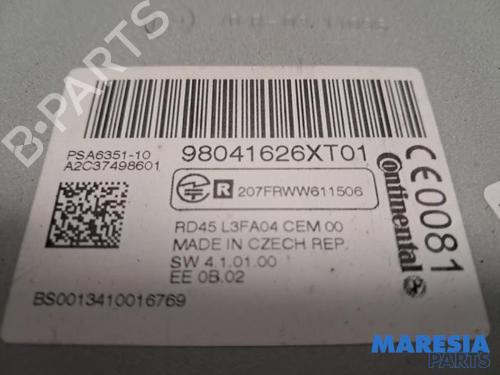 B-PARTS
PSA6351-10
A2C37498601
98041626XT01
R 207FRWW611506
RD45 L3FA04 CEM 00
MADE IN CZECH REP.
SW 4.1.01.00
EE 0B.02
BS0013410016769
Continental
CE0081
MARESIA
PARTS